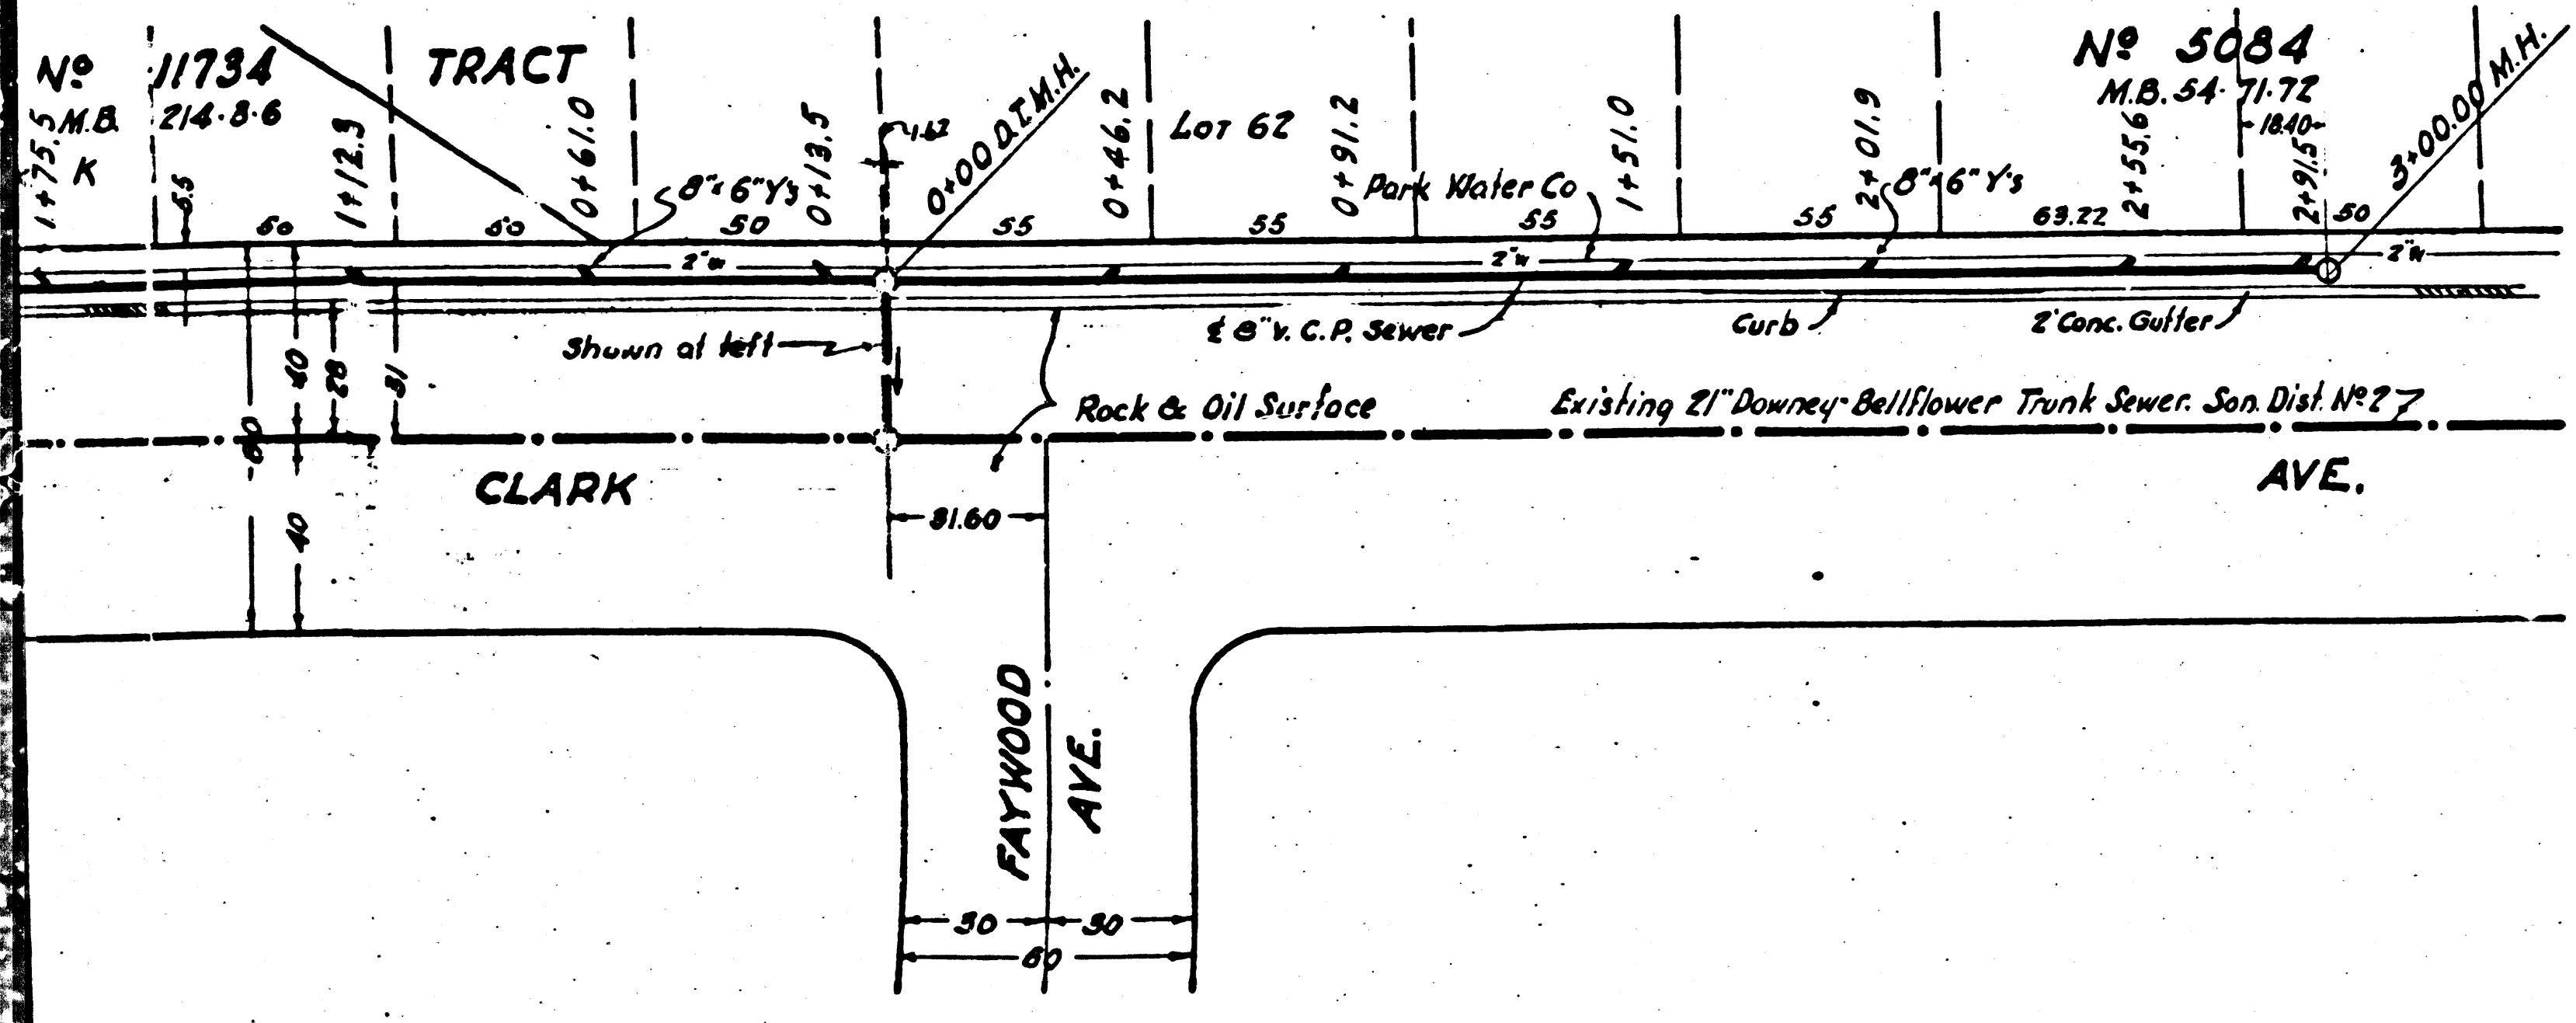 Nº 11734 TRACT
M.B. 214·8·6
K
Nº 5084
M.B. 54·71·72
1+75.5
1+12.3
0+61.0
0+13.5
0+46.2
0+91.2
1+51.0
2+01.9
2+55.6
2+91.5
0+00 D.T.M.H.
3+00.00 M.H.
1.62
Lot 62
18.40
5.5
8"x6" Y's
Park Water Co
8"x6" Y's
50
50
50
55
55
55
55
63.22
50
2"W
2"W
2"W
Shown at left
℄ 8" V.C.P. Sewer
Curb
2' Conc. Gutter
80
40
28
31
Rock & Oil Surface
Existing 21" Downey-Bellflower Trunk Sewer. San. Dist. Nº 2
CLARK
AVE.
31.60
40
FAYWOOD
AVE.
30
30
60